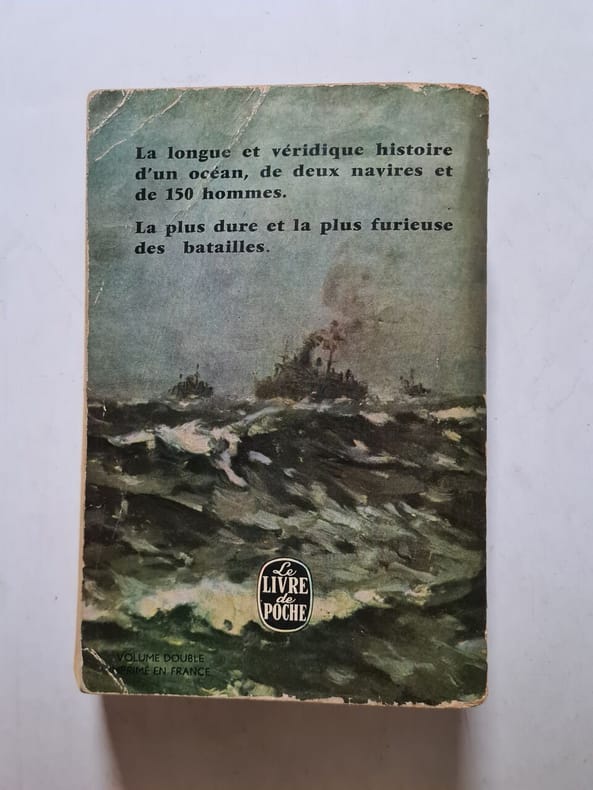 La longue et véridique histoire
d'un océan, de deux navires et
de 150 hommes.
La plus dure et la plus furieuse
des batailles.
Le
LIVRE
de
POCHE
VOLUME DOUBLE
PRIMÉ EN FRANCE